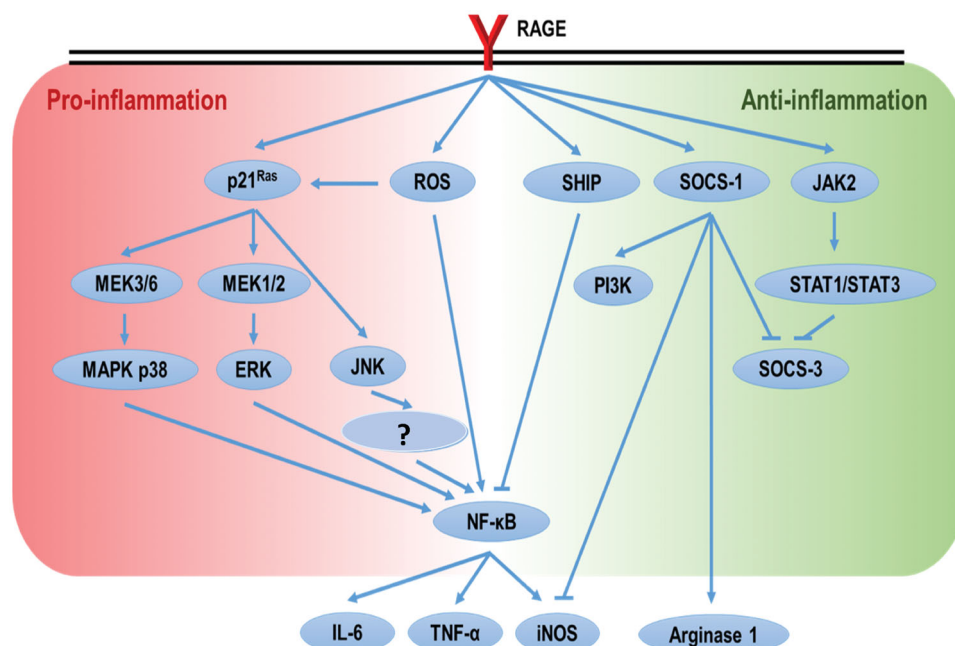 RAGE
Pro-inflammation
Anti-inflammation
p21Ras
ROS
SHIP
SOCS-1
JAK2
MEK3/6
MEK1/2
PI3K
STAT1/STAT3
MAPK p38
ERK
JNK
SOCS-3
?
NF-κB
IL-6
TNF-α
iNOS
Arginase 1